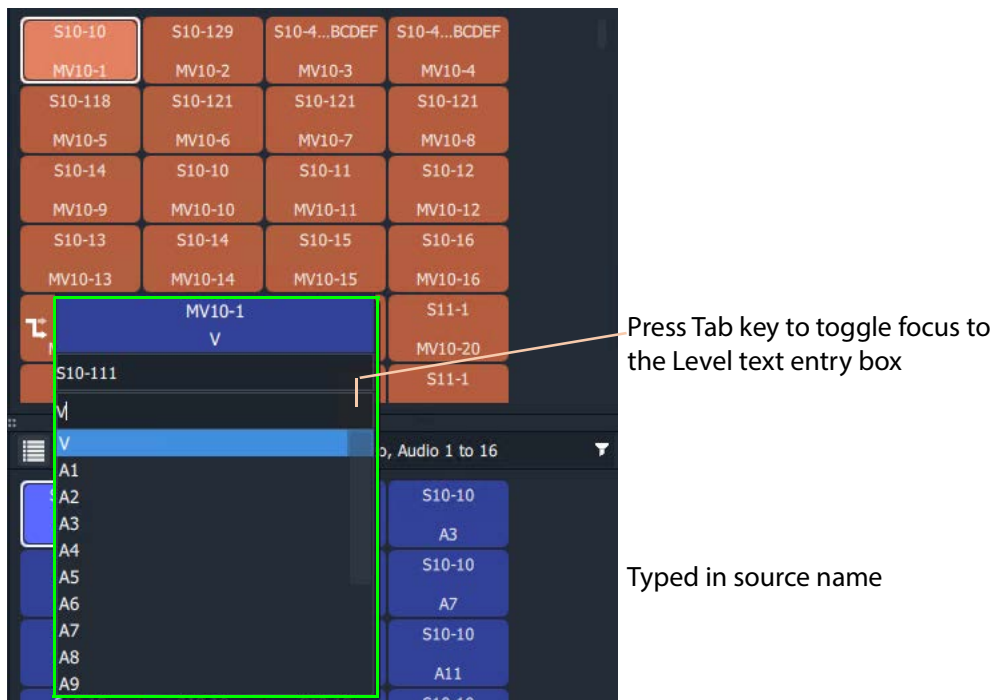 S10-10 S10-129 S10-4...BCDEF S10-4...BCDEF
MV10-1 MV10-2 MV10-3 MV10-4
S10-118 S10-121 S10-121 S10-121
MV10-5 MV10-6 MV10-7 MV10-8
S10-14 S10-10 S10-11 S10-12
MV10-9 MV10-10 MV10-11 MV10-12
S10-13 S10-14 S10-15 S10-16
MV10-13 MV10-14 MV10-15 MV10-16
S11-1
MV10-20
S11-1
MV10-1
V
S10-111
V
V
A1
A2
A3
A4
A5
A6
A7
A8
A9
Press Tab key to toggle focus to
the Level text entry box
, Audio 1 to 16
S10-10
A3
S10-10
A7
S10-10
A11
Typed in source name